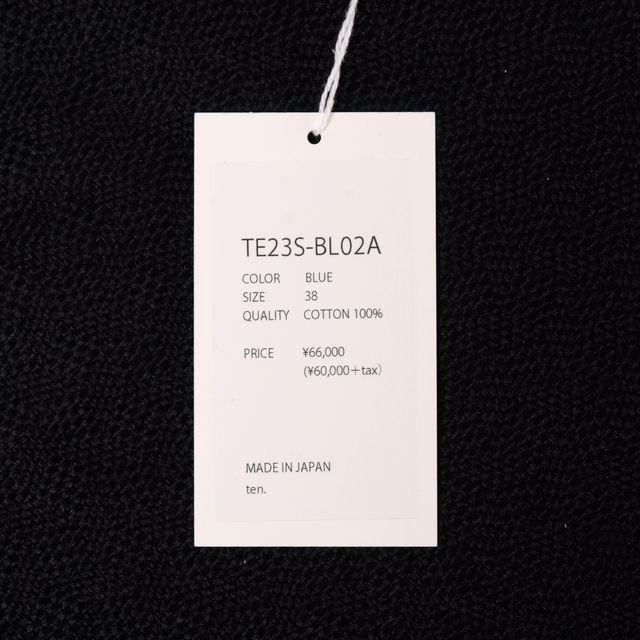 TE23S-BL02A
COLOR BLUE
SIZE 38
QUALITY COTTON 100%
PRICE ¥66,000
(¥60,000+tax)
MADE IN JAPAN
ten.